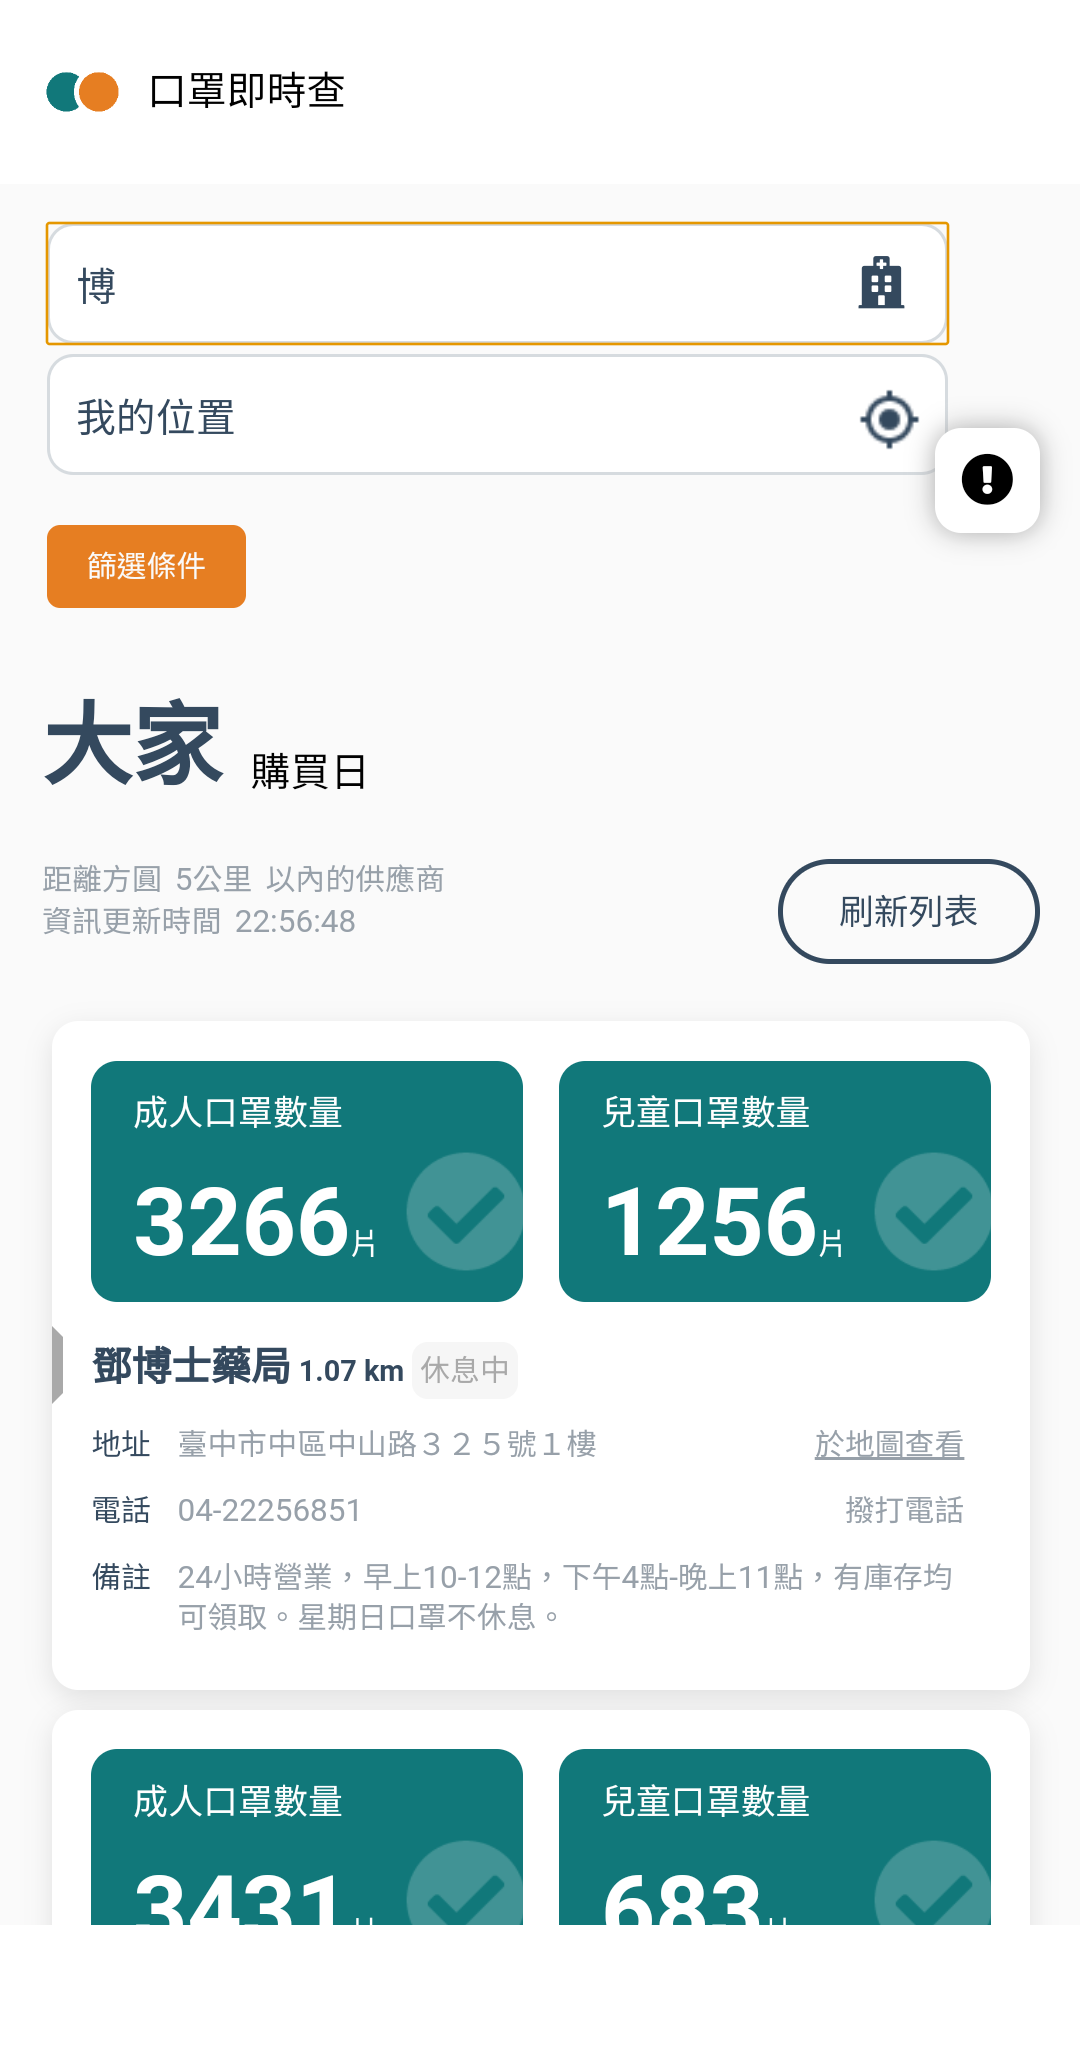 口罩即時查
博
我的位置
篩選條件
大家 購買日
距離方圓 5公里 以內的供應商
資訊更新時間 22:56:48
刷新列表
成人口罩數量
3266片
兒童口罩數量
1256片
鄧博士藥局 1.07 km 休息中
地址 臺中市中區中山路３２５號１樓 於地圖查看
電話 04-22256851 撥打電話
備註 24小時營業，早上10-12點，下午4點-晚上11點，有庫存均
可領取。星期日口罩不休息。
成人口罩數量
3431
兒童口罩數量
683